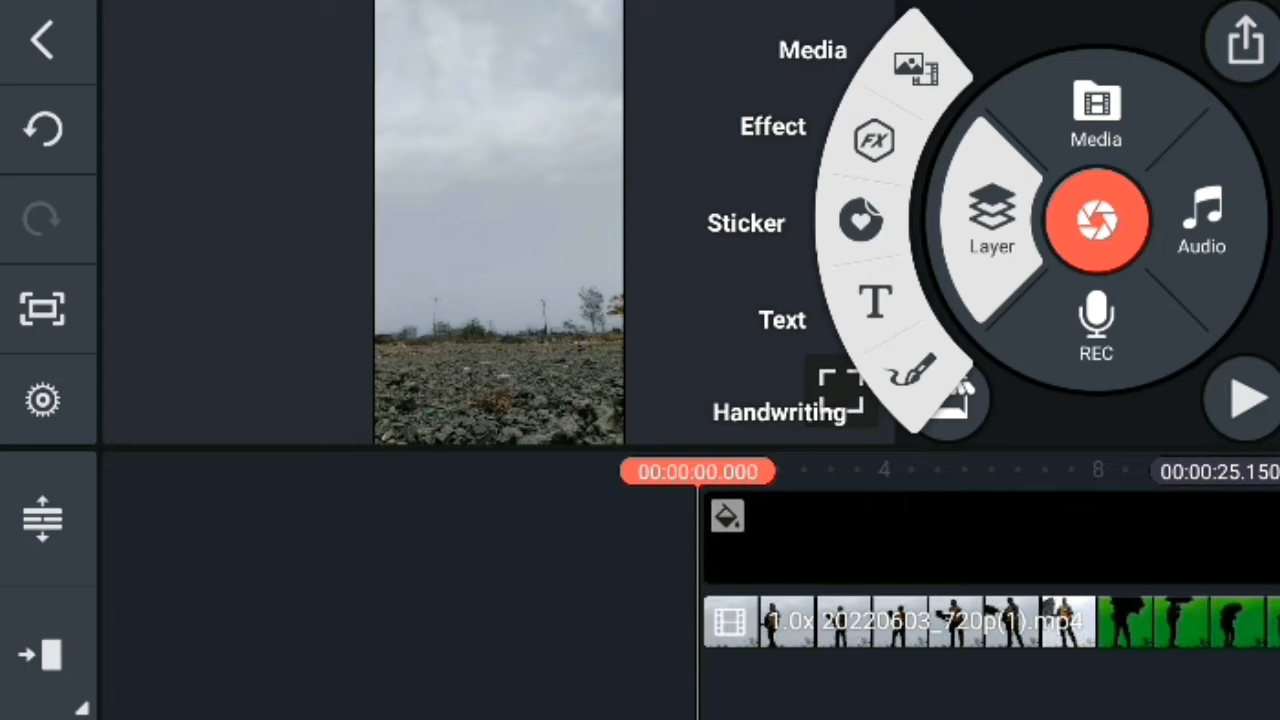 Media
Effect
Sticker
Text
Handwriting
FX
T
Media
Layer
Audio
REC
00:00:00.000
4
8
00:00:25.150
1.0x 20220603_720p(1).mp4